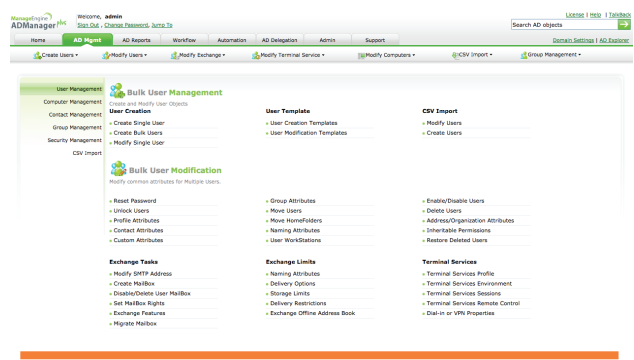 ManageEngine
ADManager Plus
Welcome, admin
Sign Out , Change Password, Jump To
License | Help | TalkBack
Search AD objects
Home AD Mgmt AD Reports Workflow Automation AD Delegation Admin Support
Domain Settings | AD Explorer
Create Users Modify Users Modify Exchange Modify Terminal Service Modify Computers CSV Import Group Management
User Management
Computer Management
Contact Management
Group Management
Security Management
CSV Import
Bulk User Management
Create and Modify User Objects
User Creation User Template CSV Import
Create Single User User Creation Templates Modify Users
Create Bulk Users User Modification Templates Create Users
Modify Single User
Bulk User Modification
Modify common attributes for Multiple Users.
Reset Password Group Attributes Enable/Disable Users
Unlock Users Move Users Delete Users
Profile Attributes Move HomeFolders Address/Organization Attributes
Contact Attributes Naming Attributes Inheritable Permissions
Custom Attributes User WorkStations Restore Deleted Users
Exchange Tasks Exchange Limits Terminal Services
Modify SMTP Address Naming Attributes Terminal Services Profile
Create MailBox Delivery Options Terminal Services Environment
Disable/Delete User MailBox Storage Limits Terminal Services Sessions
Set MailBox Rights Delivery Restrictions Terminal Services Remote Control
Exchange Features Exchange Offline Address Book Dial-in or VPN Properties
Migrate Mailbox